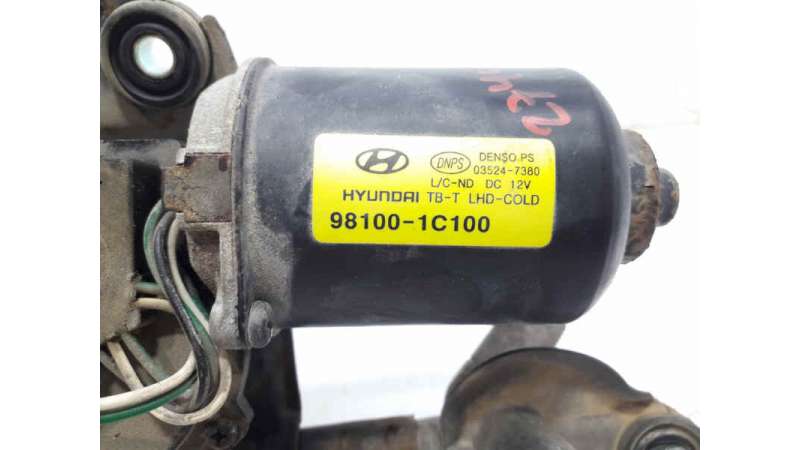 DNPS DENSO PS
03524-7380
L/C-ND DC 12V
HYUNDAI TB-T LHD-COLD
98100-1C100